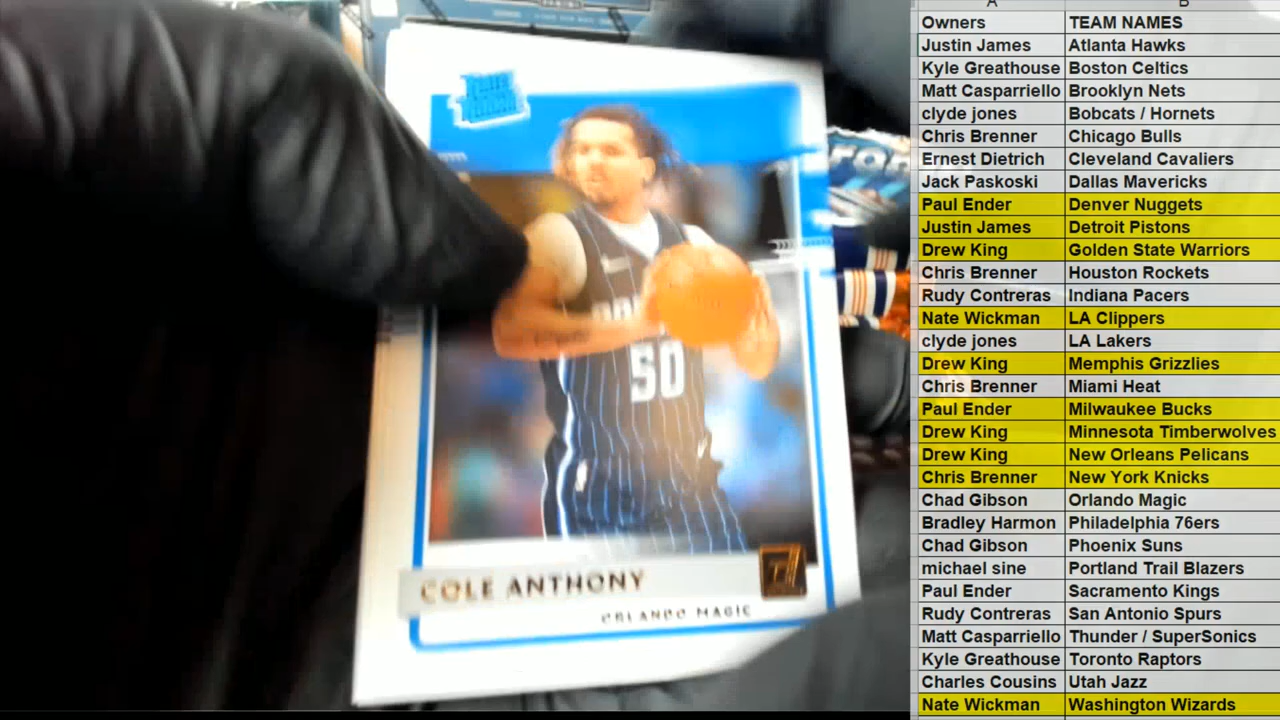 RATED
ROOKIE
50
COLE ANTHONY
ORLANDO MAGIC
A B
Owners TEAM NAMES
Justin James Atlanta Hawks
Kyle Greathouse Boston Celtics
Matt Casparriello Brooklyn Nets
clyde jones Bobcats / Hornets
Chris Brenner Chicago Bulls
Ernest Dietrich Cleveland Cavaliers
Jack Paskoski Dallas Mavericks
Paul Ender Denver Nuggets
Justin James Detroit Pistons
Drew King Golden State Warriors
Chris Brenner Houston Rockets
Rudy Contreras Indiana Pacers
Nate Wickman LA Clippers
clyde jones LA Lakers
Drew King Memphis Grizzlies
Chris Brenner Miami Heat
Paul Ender Milwaukee Bucks
Drew King Minnesota Timberwolves
Drew King New Orleans Pelicans
Chris Brenner New York Knicks
Chad Gibson Orlando Magic
Bradley Harmon Philadelphia 76ers
Chad Gibson Phoenix Suns
michael sine Portland Trail Blazers
Paul Ender Sacramento Kings
Rudy Contreras San Antonio Spurs
Matt Casparriello Thunder / SuperSonics
Kyle Greathouse Toronto Raptors
Charles Cousins Utah Jazz
Nate Wickman Washington Wizards